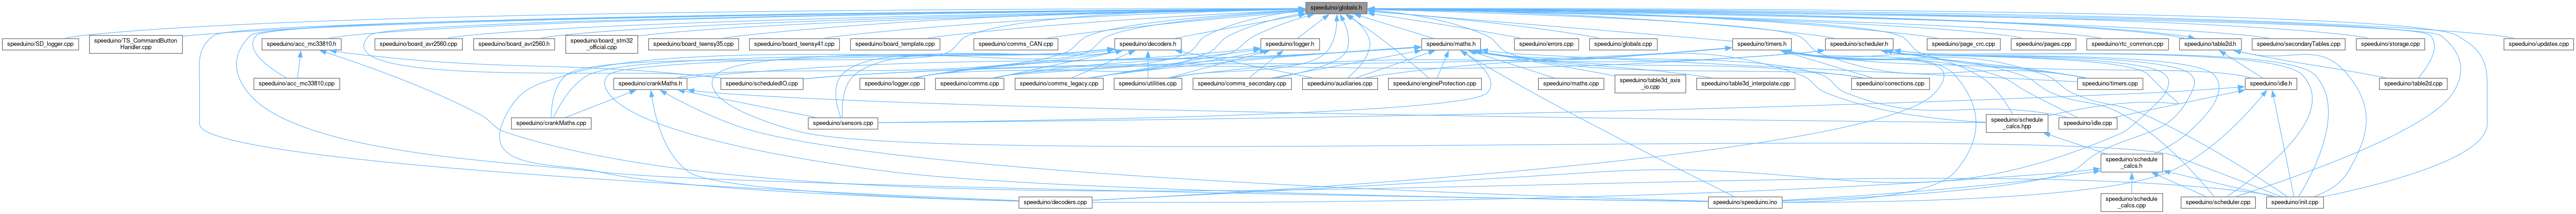 speeduino/globals.h
speeduino/SD_logger.cpp
speeduino/TS_CommandButton
Handler.cpp
speeduino/acc_mc33810.h
speeduino/board_avr2560.cpp
speeduino/board_avr2560.h
speeduino/board_stm32
_official.cpp
speeduino/board_teensy35.cpp
speeduino/board_teensy41.cpp
speeduino/board_template.cpp
speeduino/comms_CAN.cpp
speeduino/decoders.h
speeduino/logger.h
speeduino/maths.h
speeduino/errors.cpp
speeduino/globals.cpp
speeduino/timers.h
speeduino/scheduler.h
speeduino/page_crc.cpp
speeduino/pages.cpp
speeduino/rtc_common.cpp
speeduino/table2d.h
speeduino/secondaryTables.cpp
speeduino/storage.cpp
speeduino/updates.cpp
speeduino/acc_mc33810.cpp
speeduino/crankMaths.h
speeduino/scheduledIO.cpp
speeduino/logger.cpp
speeduino/comms.cpp
speeduino/comms_legacy.cpp
speeduino/utilities.cpp
speeduino/comms_secondary.cpp
speeduino/auxiliaries.cpp
speeduino/engineProtection.cpp
speeduino/maths.cpp
speeduino/table3d_axis
_io.cpp
speeduino/table3d_interpolate.cpp
speeduino/corrections.cpp
speeduino/timers.cpp
speeduino/idle.h
speeduino/table2d.cpp
speeduino/crankMaths.cpp
speeduino/sensors.cpp
speeduino/schedule
_calcs.hpp
speeduino/idle.cpp
speeduino/schedule
_calcs.h
speeduino/decoders.cpp
speeduino/speeduino.ino
speeduino/schedule
_calcs.cpp
speeduino/scheduler.cpp
speeduino/init.cpp